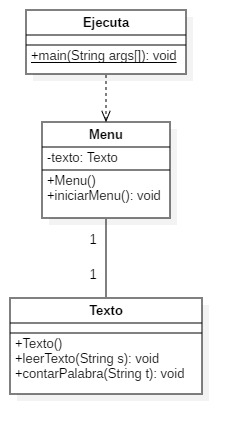 Ejecuta
+main(String args[]): void
Menu
-texto: Texto
+Menu()
+iniciarMenu(): void
1
1
Texto
+Texto()
+leerTexto(String s): void
+contarPalabra(String t): void